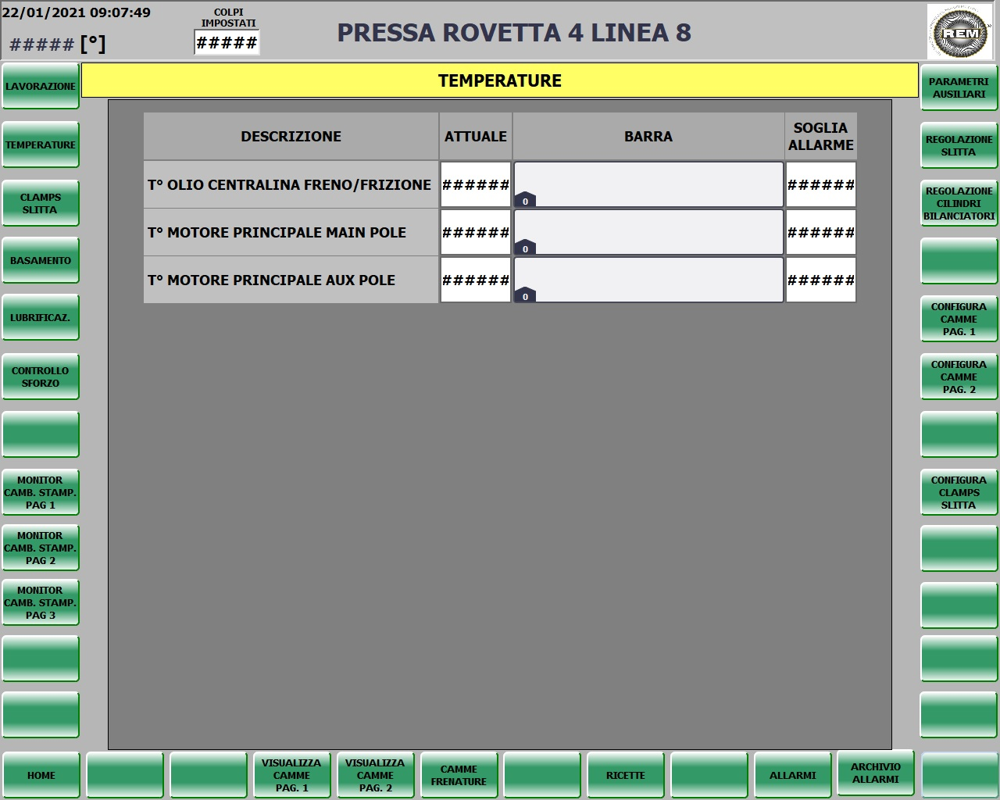 22/01/2021 09:07:49
##### [°]
COLPI
IMPOSTATI
#####
PRESSA ROVETTA 4 LINEA 8
REM
»
TEMPERATURE
DESCRIZIONE
ATTUALE
BARRA
SOGLIA
ALLARME
T° OLIO CENTRALINA FRENO/FRIZIONE
######
0
######
T° MOTORE PRINCIPALE MAIN POLE
######
0
######
T° MOTORE PRINCIPALE AUX POLE
######
0
######
LAVORAZIONE
TEMPERATURE
CLAMPS
SLITTA
BASAMENTO
LUBRIFICAZ.
CONTROLLO
SFORZO
MONITOR
CAMB. STAMP.
PAG 1
MONITOR
CAMB. STAMP.
PAG 2
MONITOR
CAMB. STAMP.
PAG 3
PARAMETRI
AUSILIARI
REGOLAZIONE
SLITTA
REGOLAZIONE
CILINDRI
BILANCIATORI
CONFIGURA
CAMME
PAG. 1
CONFIGURA
CAMME
PAG. 2
CONFIGURA
CLAMPS
SLITTA
HOME
VISUALIZZA
CAMME
PAG. 1
VISUALIZZA
CAMME
PAG. 2
CAMME
FRENATURE
RICETTE
ALLARMI
ARCHIVIO
ALLARMI